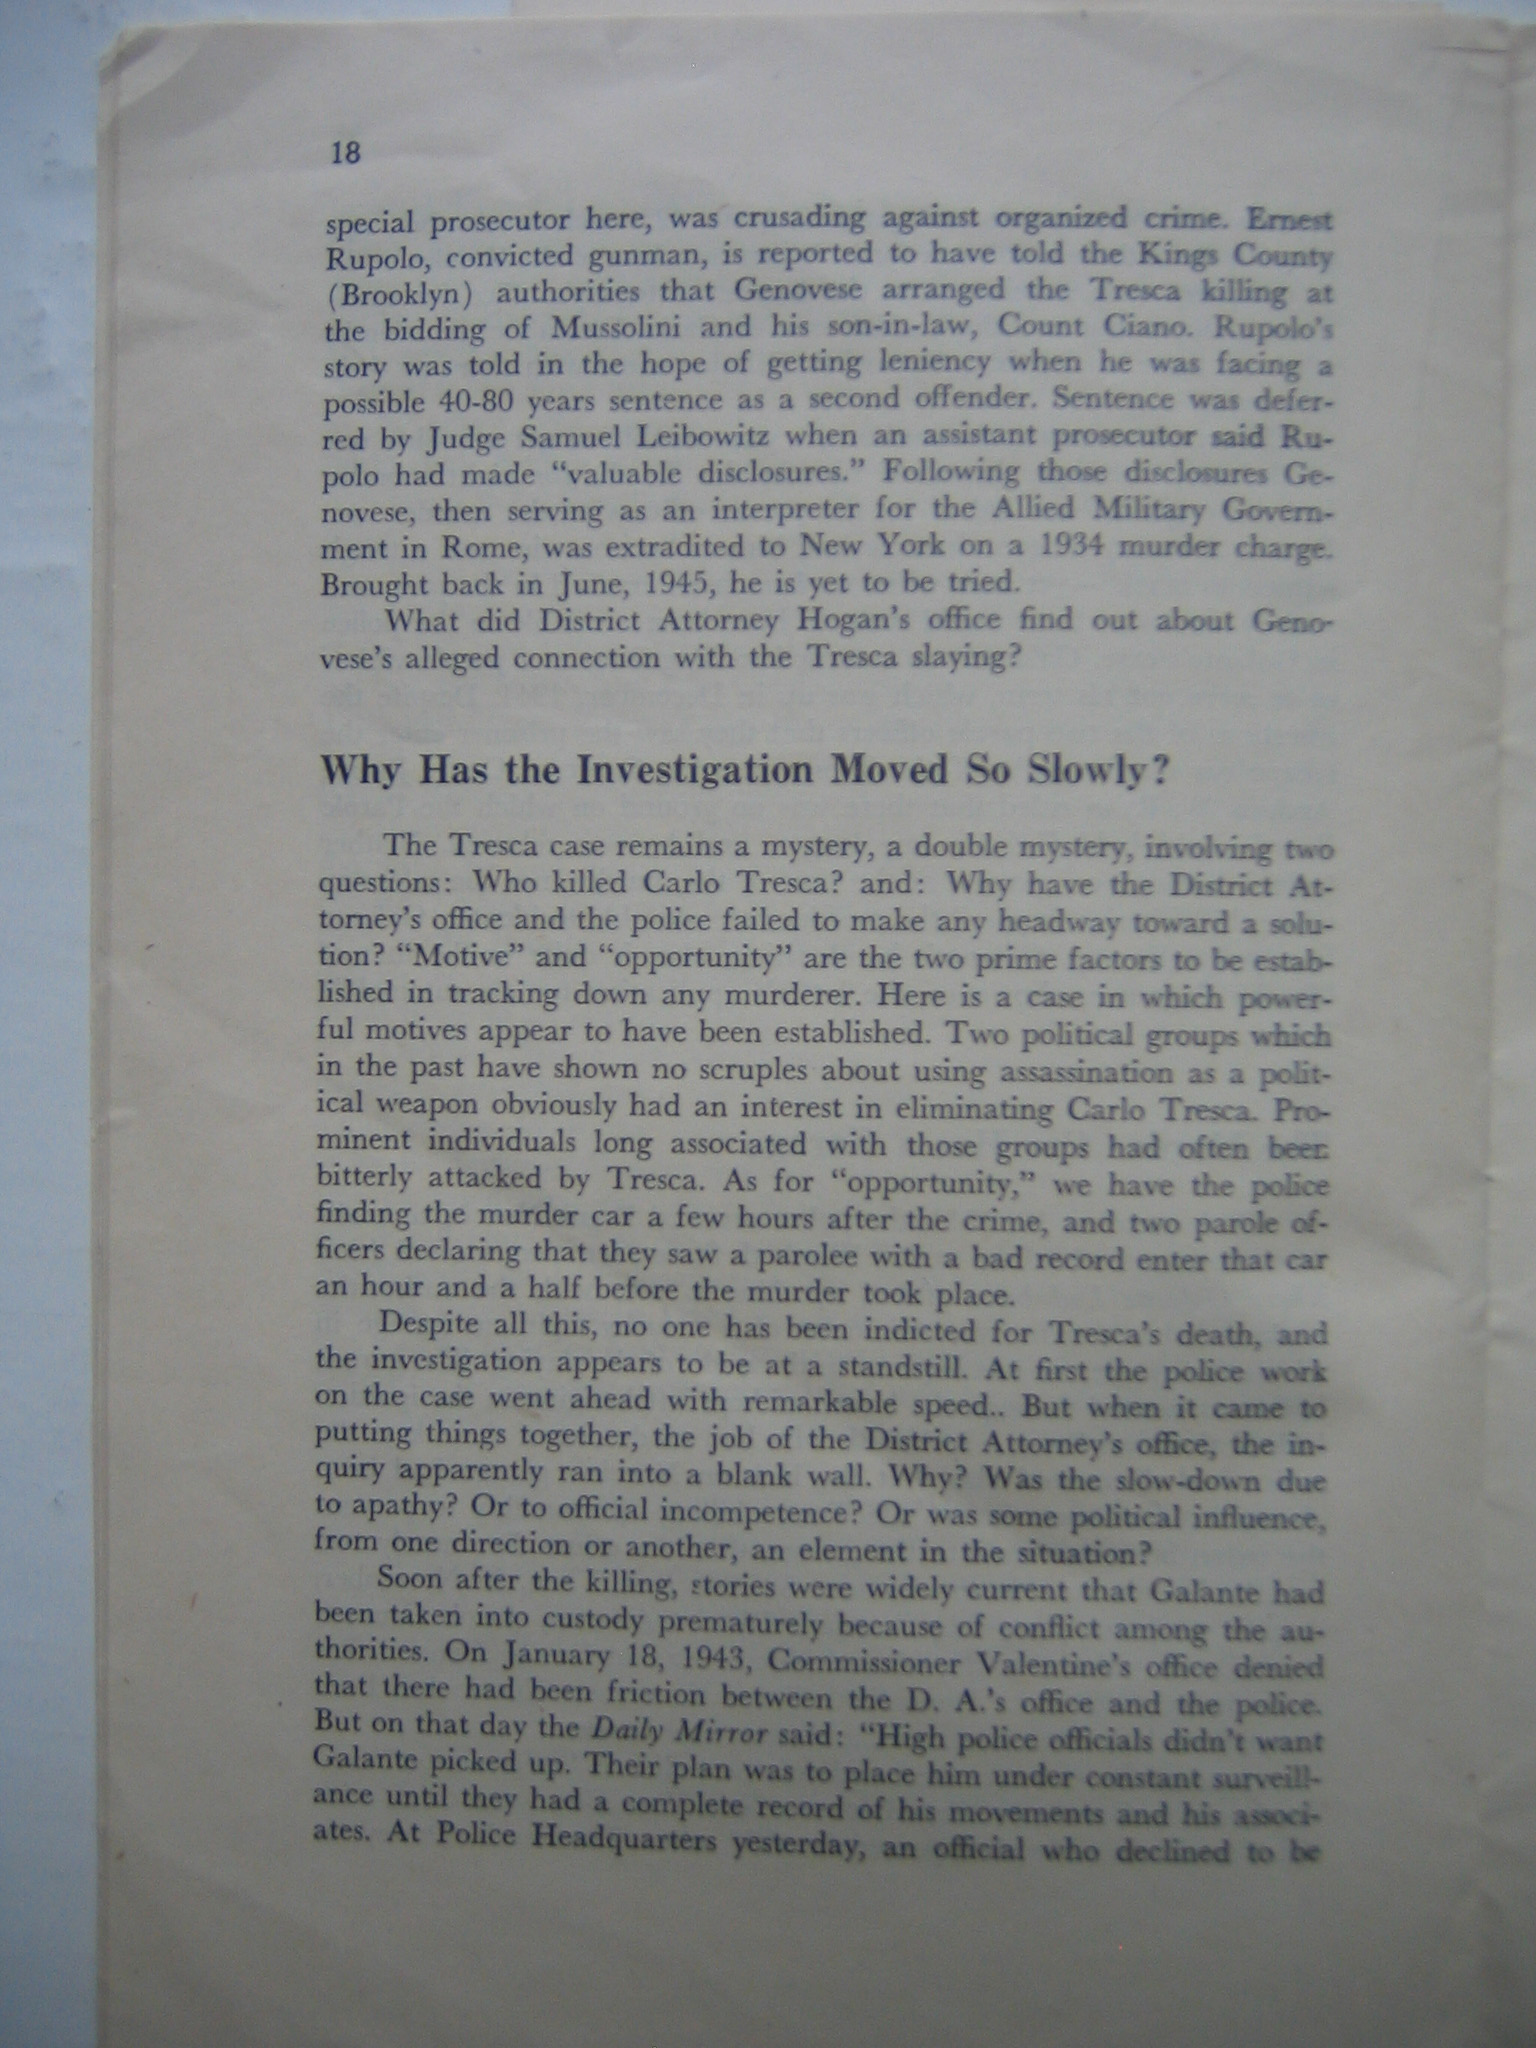 18
special prosecutor here, was crusading against organized crime. Ernest
Rupolo, convicted gunman, is reported to have told the Kings County
(Brooklyn) authorities that Genovese arranged the Tresca killing at
the bidding of Mussolini and his son-in-law, Count Ciano. Rupolo's
story was told in the hope of getting leniency when he was facing a
possible 40-80 years sentence as a second offender. Sentence was defer-
red by Judge Samuel Leibowitz when an assistant prosecutor said Ru-
polo had made “valuable disclosures.” Following those disclosures Ge-
novese, then serving as an interpreter for the Allied Military Govern-
ment in Rome, was extradited to New York on a 1934 murder charge.
Brought back in June, 1945, he is yet to be tried.
What did District Attorney Hogan's office find out about Geno-
vese's alleged connection with the Tresca slaying?
Why Has the Investigation Moved So Slowly?
The Tresca case remains a mystery, a double mystery, involving two
questions: Who killed Carlo Tresca? and: Why have the District At-
torney's office and the police failed to make any headway toward a solu-
tion? “Motive” and “opportunity” are the two prime factors to be estab-
lished in tracking down any murderer. Here is a case in which power-
ful motives appear to have been established. Two political groups which
in the past have shown no scruples about using assassination as a polit-
ical weapon obviously had an interest in eliminating Carlo Tresca. Pro-
minent individuals long associated with those groups had often been
bitterly attacked by Tresca. As for “opportunity,” we have the police
finding the murder car a few hours after the crime, and two parole of-
ficers declaring that they saw a parolee with a bad record enter that car
an hour and a half before the murder took place.
Despite all this, no one has been indicted for Tresca's death, and
the investigation appears to be at a standstill. At first the police work
on the case went ahead with remarkable speed.. But when it came to
putting things together, the job of the District Attorney's office, the in-
quiry apparently ran into a blank wall. Why? Was the slow-down due
to apathy? Or to official incompetence? Or was some political influence,
from one direction or another, an element in the situation?
Soon after the killing, stories were widely current that Galante had
been taken into custody prematurely because of conflict among the au-
thorities. On January 18, 1943, Commissioner Valentine's office denied
that there had been friction between the D. A.'s office and the police.
But on that day the Daily Mirror said: “High police officials didn't want
Galante picked up. Their plan was to place him under constant surveill-
ance until they had a complete record of his movements and his associ-
ates. At Police Headquarters yesterday, an official who declined to be